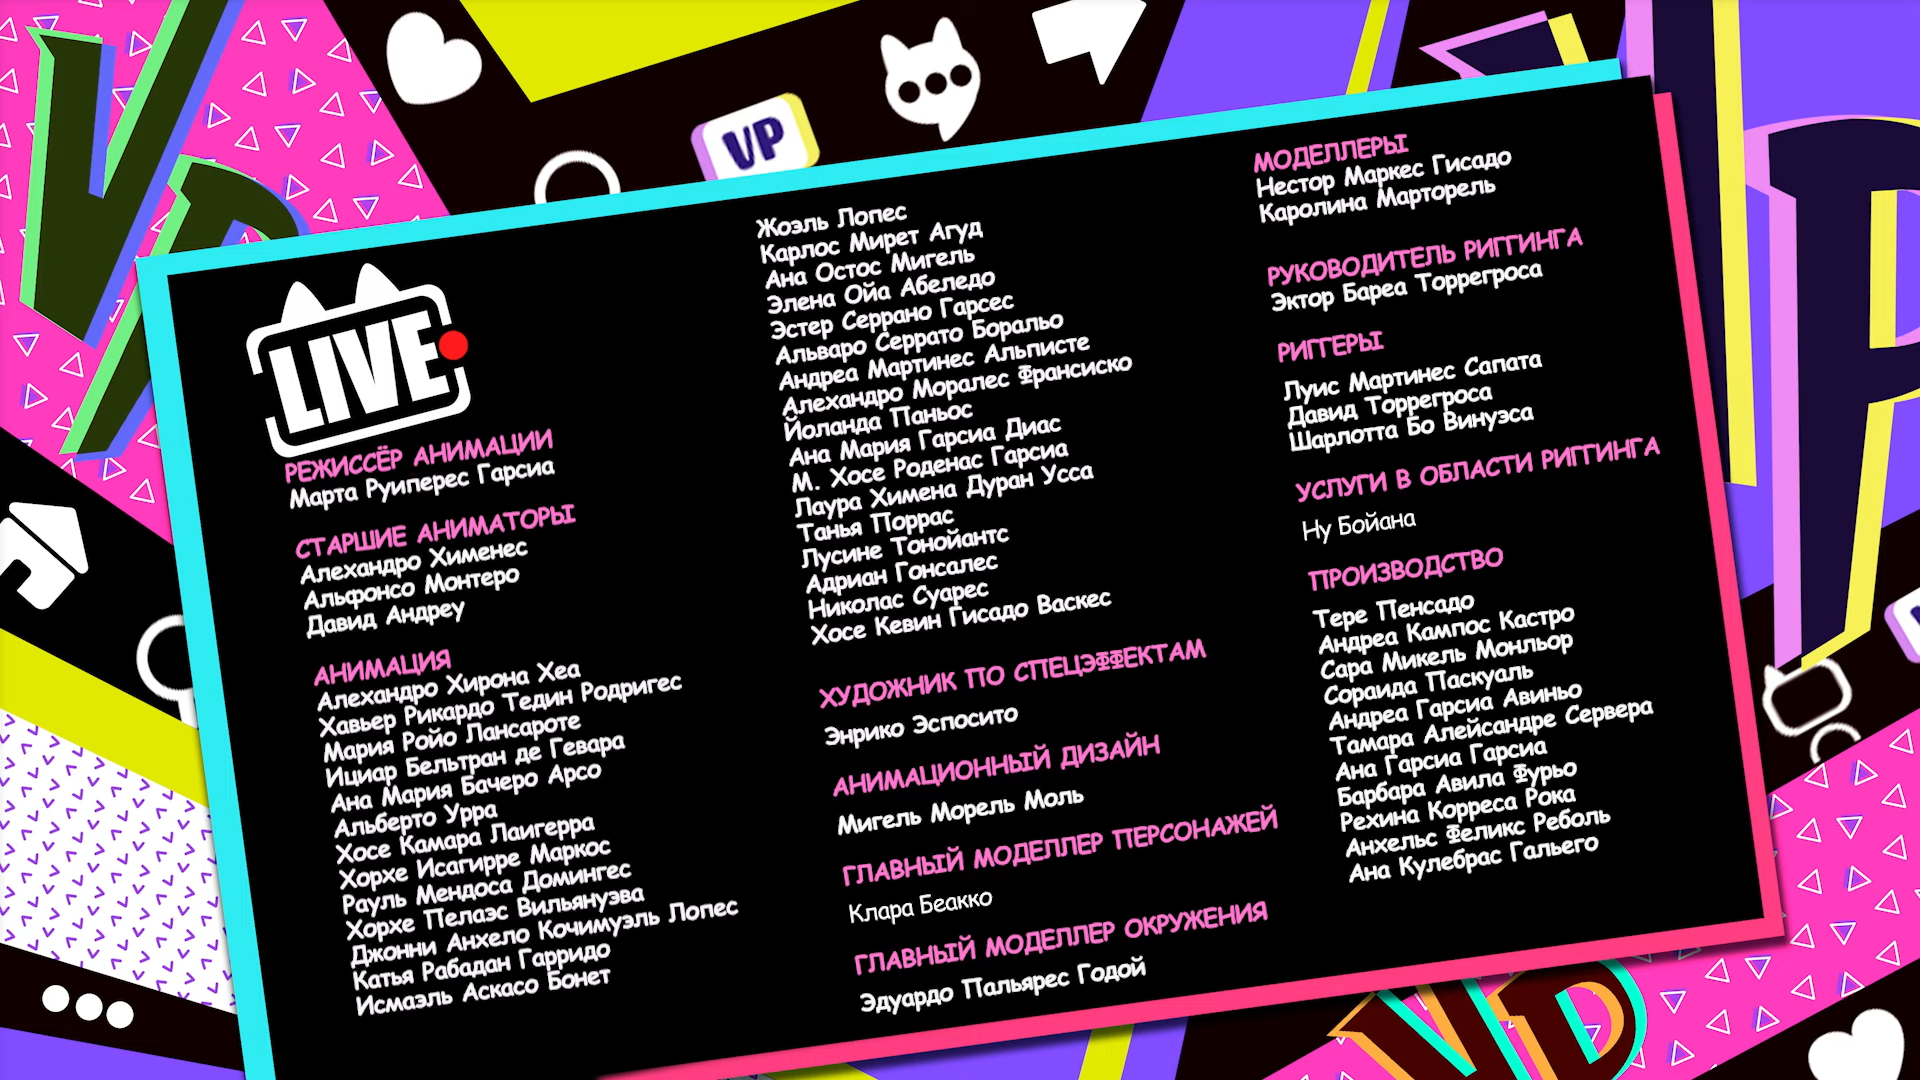 VP
VP
LIVE
РЕЖИССЁР АНИМАЦИИ
Марта Руиперес Гарсиа
СТАРШИЕ АНИМАТОРЫ
Алехандро Хименес
Альфонсо Монтеро
Давид Андреу
АНИМАЦИЯ
Алехандро Хирона Хеа
Хавьер Рикардо Тедин Родригес
Мария Ройо Лансароте
Ициар Бельтран де Гевара
Ана Мария Бачеро Арсо
Альберто Урра
Хосе Камара Лаигерра
Хорхе Исагирре Маркос
Рауль Мендоса Домингес
Хорхе Пелаэс Вильянуэва
Джонни Анхело Кочимуэль Лопес
Катья Рабадан Гарридо
Исмаэль Аскасо Бонет
Жоэль Лопес
Карлос Мирет Агуд
Ана Остос Мигель
Элена Ойа Абеледо
Эстер Серрано Гарсес
Альваро Серрато Боральо
Андреа Мартинес Альписте
Алехандро Моралес Франсиско
Йоланда Паньос
Ана Мария Гарсиа Диас
М. Хосе Роденас Гарсиа
Лаура Химена Дуран Усса
Танья Поррас
Лусине Тонойантс
Адриан Гонсалес
Николас Суарес
Хосе Кевин Гисадо Васкес
ХУДОЖНИК ПО СПЕЦЭФФЕКТАМ
Энрико Эспосито
АНИМАЦИОННЫЙ ДИЗАЙН
Мигель Морель Моль
ГЛАВНЫЙ МОДЕЛЛЕР ПЕРСОНАЖЕЙ
Клара Беакко
ГЛАВНЫЙ МОДЕЛЛЕР ОКРУЖЕНИЯ
Эдуардо Пальярес Годой
МОДЕЛЛЕРЫ
Нестор Маркес Гисадо
Каролина Марторель
РУКОВОДИТЕЛЬ РИГГИНГА
Эктор Бареа Торрегроса
РИГГЕРЫ
Луис Мартинес Сапата
Давид Торрегроса
Шарлотта Бо Винуэса
УСЛУГИ В ОБЛАСТИ РИГГИНГА
Ну Бойана
ПРОИЗВОДСТВО
Тере Пенсадо
Андреа Кампос Кастро
Сара Микель Монльор
Сораида Паскуаль
Андреа Гарсиа Авиньо
Тамара Алейсандре Сервера
Ана Гарсиа Гарсиа
Барбара Авила Фурьо
Рехина Корреса Рока
Анхельс Феликс Реболь
Ана Кулебрас Гальего
VP